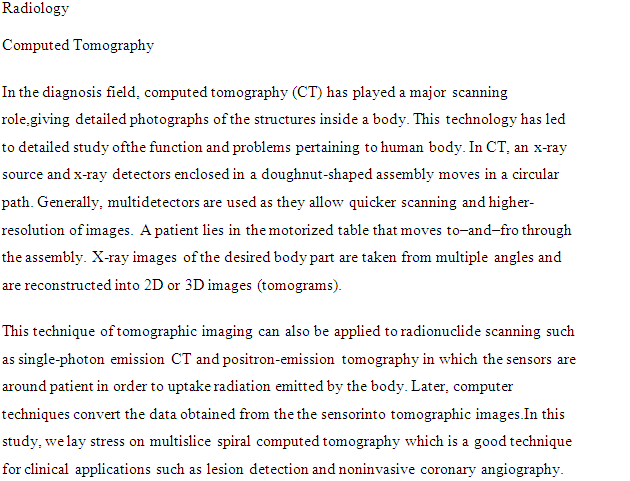 Radiology
Computed Tomography
In the diagnosis field, computed tomography (CT) has played a major scanning
role,giving detailed photographs of the structures inside a body. This technology has led
to detailed study ofthe function and problems pertaining to human body. In CT, an x-ray
source and x-ray detectors enclosed in a doughnut-shaped assembly moves in a circular
path. Generally, multidetectors are used as they allow quicker scanning and higher-
resolution of images. A patient lies in the motorized table that moves to–and–fro through
the assembly. X-ray images of the desired body part are taken from multiple angles and
are reconstructed into 2D or 3D images (tomograms).
This technique of tomographic imaging can also be applied to radionuclide scanning such
as single-photon emission CT and positron-emission tomography in which the sensors are
around patient in order to uptake radiation emitted by the body. Later, computer
techniques convert the data obtained from the the sensorinto tomographic images.In this
study, we lay stress on multislice spiral computed tomography which is a good technique
for clinical applications such as lesion detection and noninvasive coronary angiography.